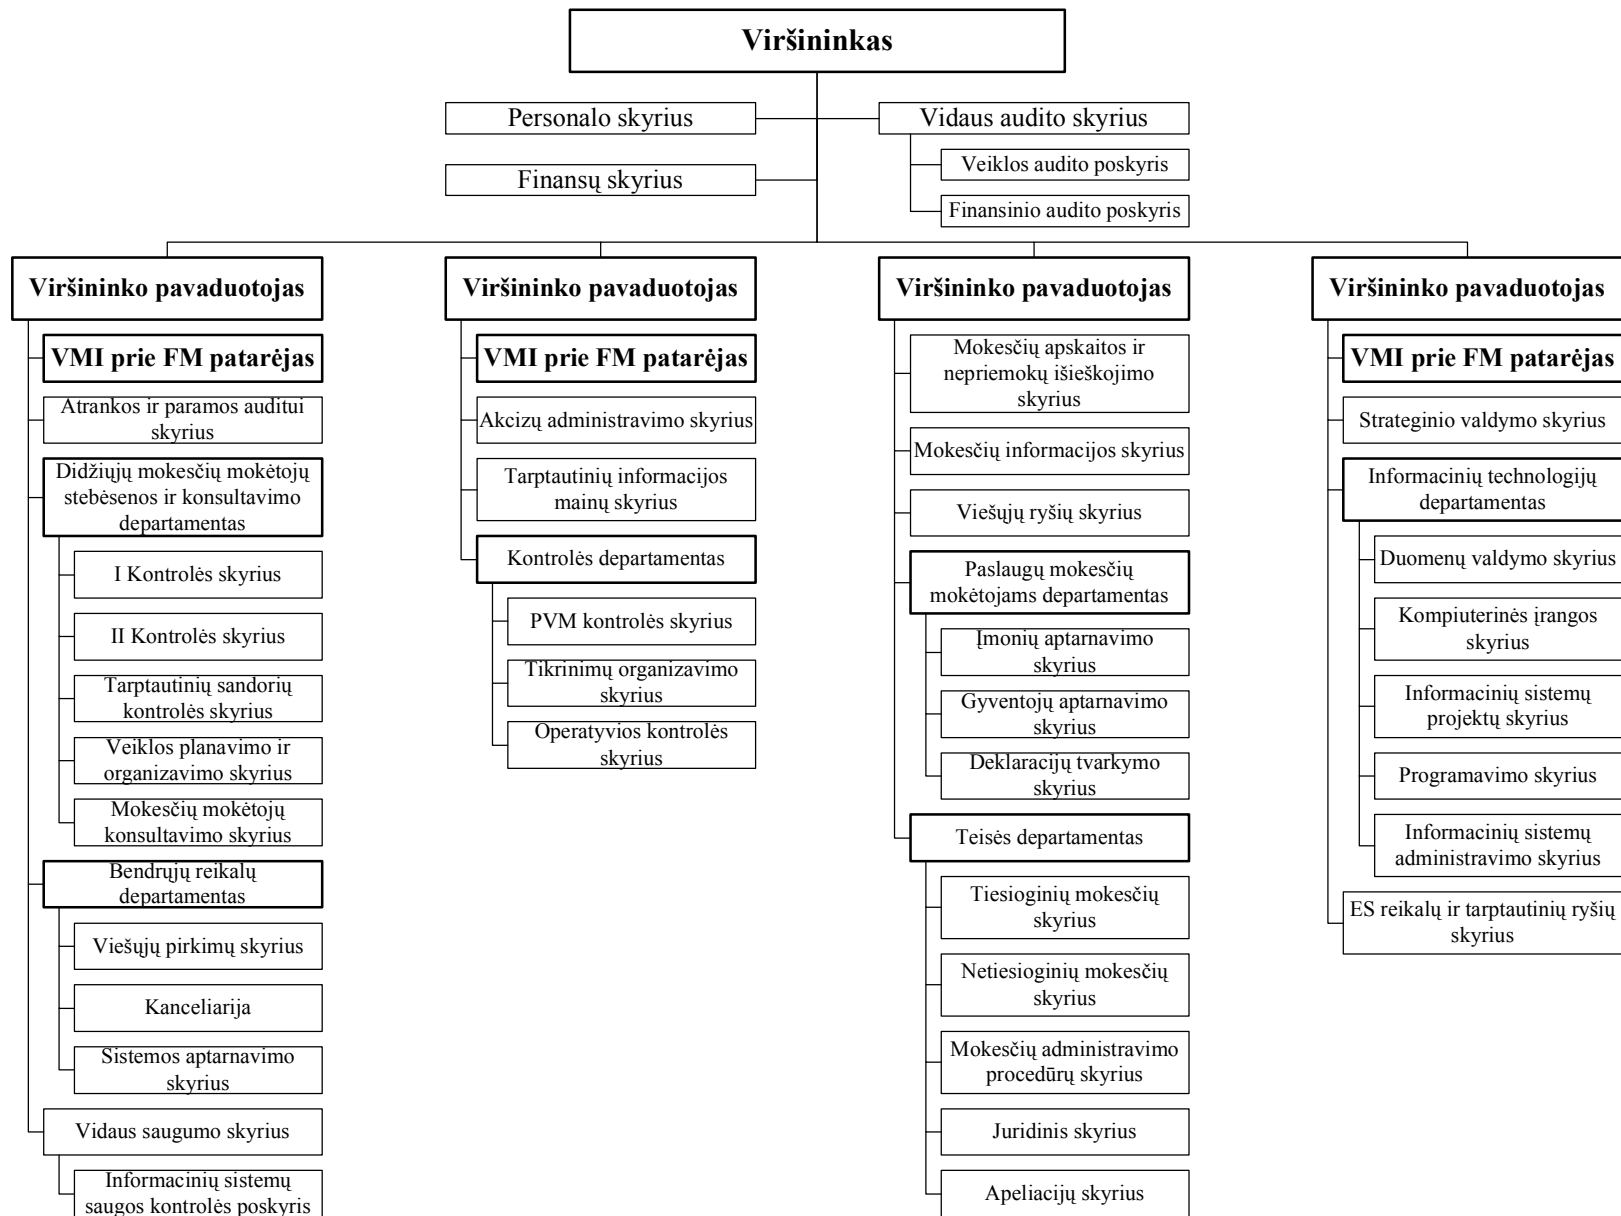 Viršininkas
Personalo skyrius
Vidaus audito skyrius
Veiklos audito poskyris
Finansų skyrius
Finansinio audito poskyris
Viršininko pavaduotojas
VMI prie FM patarėjas
Atrankos ir paramos auditui
skyrius
Didžiųjų mokesčių mokėtojų
stebėsenos ir konsultavimo
departamentas
I Kontrolės skyrius
II Kontrolės skyrius
Tarptautinių sandorių
kontrolės skyrius
Veiklos planavimo ir
organizavimo skyrius
Mokesčių mokėtojų
konsultavimo skyrius
Bendrųjų reikalų
departamentas
Viešųjų pirkimų skyrius
Kanceliarija
Sistemos aptarnavimo
skyrius
Vidaus saugumo skyrius
Informacinių sistemų
saugos kontrolės poskyris
Viršininko pavaduotojas
VMI prie FM patarėjas
Akcizų administravimo skyrius
Tarptautinių informacijos
mainų skyrius
Kontrolės departamentas
PVM kontrolės skyrius
Tikrinimų organizavimo
skyrius
Operatyvios kontrolės
skyrius
Viršininko pavaduotojas
Mokesčių apskaitos ir
nepriemokų išieškojimo
skyrius
Mokesčių informacijos skyrius
Viešųjų ryšių skyrius
Paslaugų mokesčių
mokėtojams departamentas
Įmonių aptarnavimo
skyrius
Gyventojų aptarnavimo
skyrius
Deklaracijų tvarkymo
skyrius
Teisės departamentas
Tiesioginių mokesčių
skyrius
Netiesioginių mokesčių
skyrius
Mokesčių administravimo
procedūrų skyrius
Juridinis skyrius
Apeliacijų skyrius
Viršininko pavaduotojas
VMI prie FM patarėjas
Strateginio valdymo skyrius
Informacinių technologijų
departamentas
Duomenų valdymo skyrius
Kompiuterinės įrangos
skyrius
Informacinių sistemų
projektų skyrius
Programavimo skyrius
Informacinių sistemų
administravimo skyrius
ES reikalų ir tarptautinių ryšių
skyrius